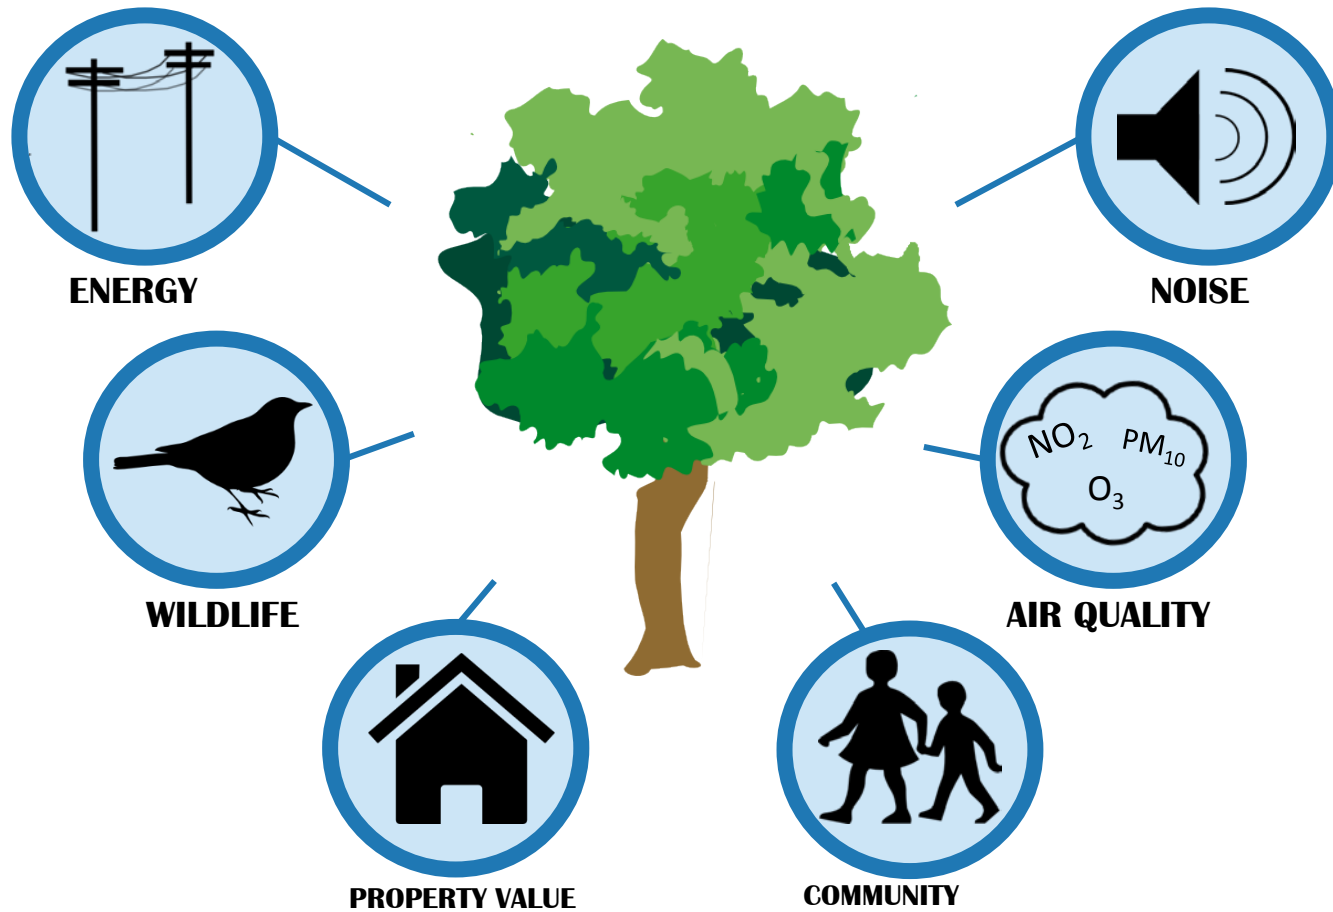 ENERGY
NOISE
WILDLIFE
NO₂ PM₁₀
O₃
AIR QUALITY
PROPERTY VALUE
COMMUNITY